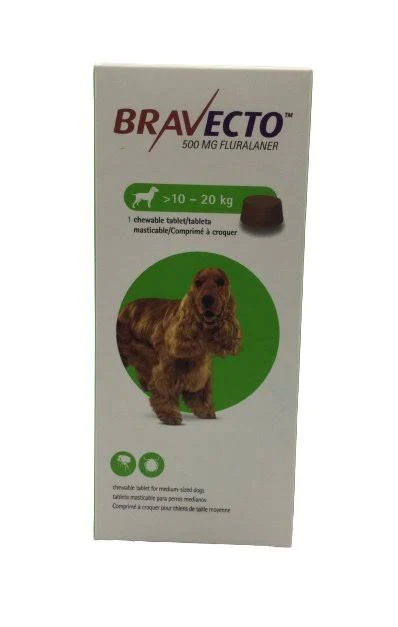 BRAVECTO™
500 MG FLURALANER
>10 – 20 kg
1 chewable tablet/tableta
masticable/Comprimé à croquer
chewable tablet for medium-sized dogs
tableta masticable para perros medianos
Comprimé à croquer pour chiens de taille moyenne